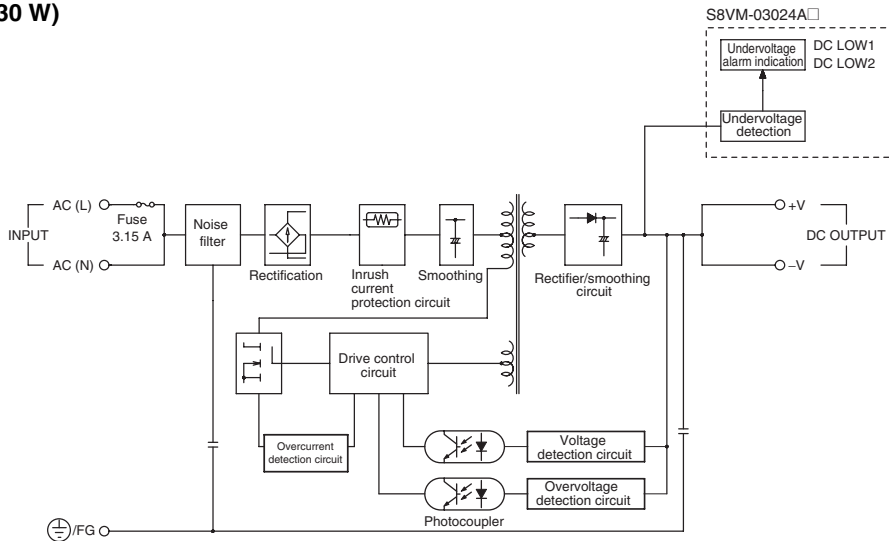 30 W)
S8VM-03024A□
Undervoltage
alarm indication
DC LOW1
DC LOW2
Undervoltage
detection
INPUT
AC (L)
AC (N)
Fuse
3.15 A
Noise
filter
Rectification
Inrush
current
protection circuit
Smoothing
Rectifier/smoothing
circuit
+V
DC OUTPUT
–V
Drive control
circuit
Overcurrent
detection circuit
Voltage
detection circuit
Overvoltage
detection circuit
Photocoupler
/FG